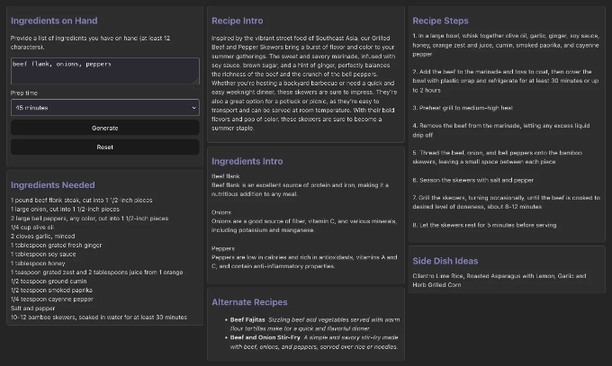 Ingredients on Hand
Provide a list of ingredients you have on hand (at least 12
characters).
beef flank, onions, peppers
Prep time
45 minutes
Generate
Reset
Ingredients Needed
1 pound beef flank steak, cut into 1 1/2-inch pieces
1 large onion, cut into 1 1/2-inch pieces
2 large bell peppers, any color, cut into 1 1/2-inch pieces
1/4 cup olive oil
2 cloves garlic, minced
1 tablespoon grated fresh ginger
1 tablespoon soy sauce
1 tablespoon honey
1 teaspoon grated zest and 2 tablespoons juice from 1 orange
1/2 teaspoon ground cumin
1/2 teaspoon smoked paprika
1/4 teaspoon cayenne pepper
Salt and pepper
10-12 bamboo skewers, soaked in water for at least 30 minutes
Recipe Intro
Inspired by the vibrant street food of Southeast Asia, our Grilled
Beef and Pepper Skewers bring a burst of flavor and color to your
summer gatherings. The sweet and savory marinade, infused with
soy sauce, brown sugar, and a hint of ginger, perfectly balances
the richness of the beef and the crunch of the bell peppers.
Whether you're hosting a backyard barbecue or need a quick and
easy weeknight dinner, these skewers are sure to impress. They're
also a great option for a potluck or picnic, as they're easy to
transport and can be served at room temperature. With their bold
flavors and pop of color, these skewers are sure to become a
summer staple.
Ingredients Intro
Beef flank
Beef flank is an excellent source of protein and iron, making it a
nutritious addition to any meal.
Onions
Onions are a good source of fiber, vitamin C, and various minerals,
including potassium and manganese.
Peppers
Peppers are low in calories and rich in antioxidants, vitamins A and
C, and contain anti-inflammatory properties.
Alternate Recipes
• Beef Fajitas Sizzling beef and vegetables served with warm
flour tortillas make for a quick and flavorful dinner.
• Beef and Onion Stir-Fry A simple and savory stir-fry made
with beef, onions, and peppers, served over rice or noodles.
Recipe Steps
1. In a large bowl, whisk together olive oil, garlic, ginger, soy sauce,
honey, orange zest and juice, cumin, smoked paprika, and cayenne
pepper
2. Add the beef to the marinade and toss to coat, then cover the
bowl with plastic wrap and refrigerate for at least 30 minutes or up
to 2 hours
3. Preheat grill to medium-high heat
4. Remove the beef from the marinade, letting any excess liquid
drip off
5. Thread the beef, onion, and bell peppers onto the bamboo
skewers, leaving a small space between each piece
6. Season the skewers with salt and pepper
7. Grill the skewers, turning occasionally, until the beef is cooked to
desired level of doneness, about 8-12 minutes
8. Let the skewers rest for 5 minutes before serving
Side Dish Ideas
Cilantro Lime Rice, Roasted Asparagus with Lemon, Garlic and
Herb Grilled Corn